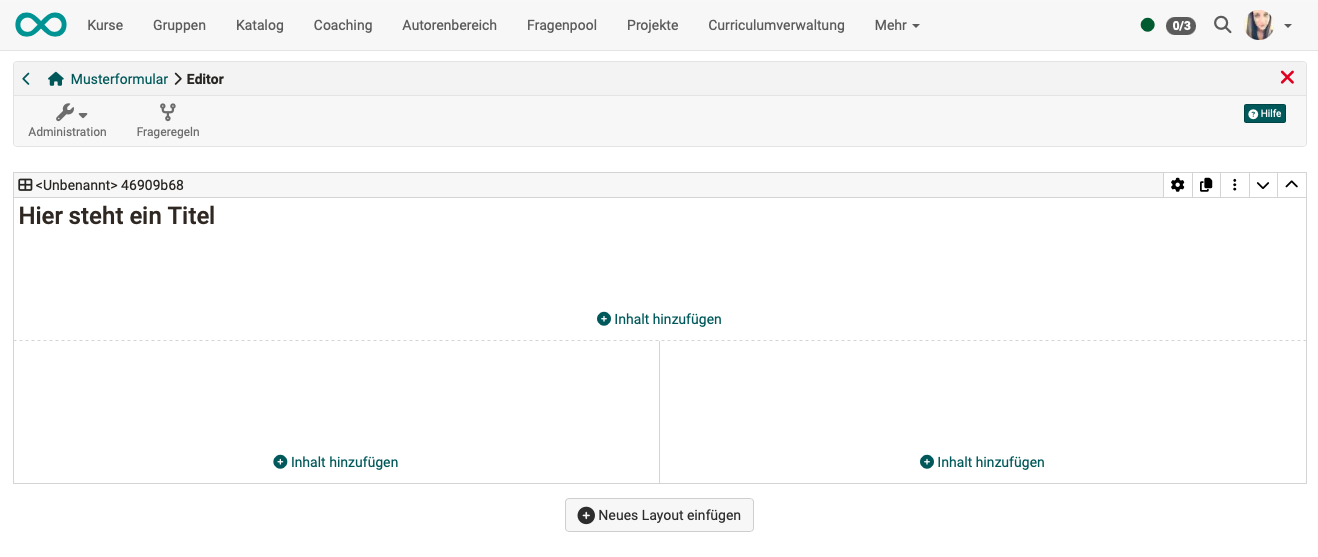 Kurse Gruppen Katalog Coaching Autorenbereich Fragenpool Projekte Curriculumverwaltung Mehr 0/3
Musterformular Editor
Administration Frageregeln Hilfe
<Unbenannt> 46909b68
Hier steht ein Titel
Inhalt hinzufügen
Inhalt hinzufügen Inhalt hinzufügen
Neues Layout einfügen